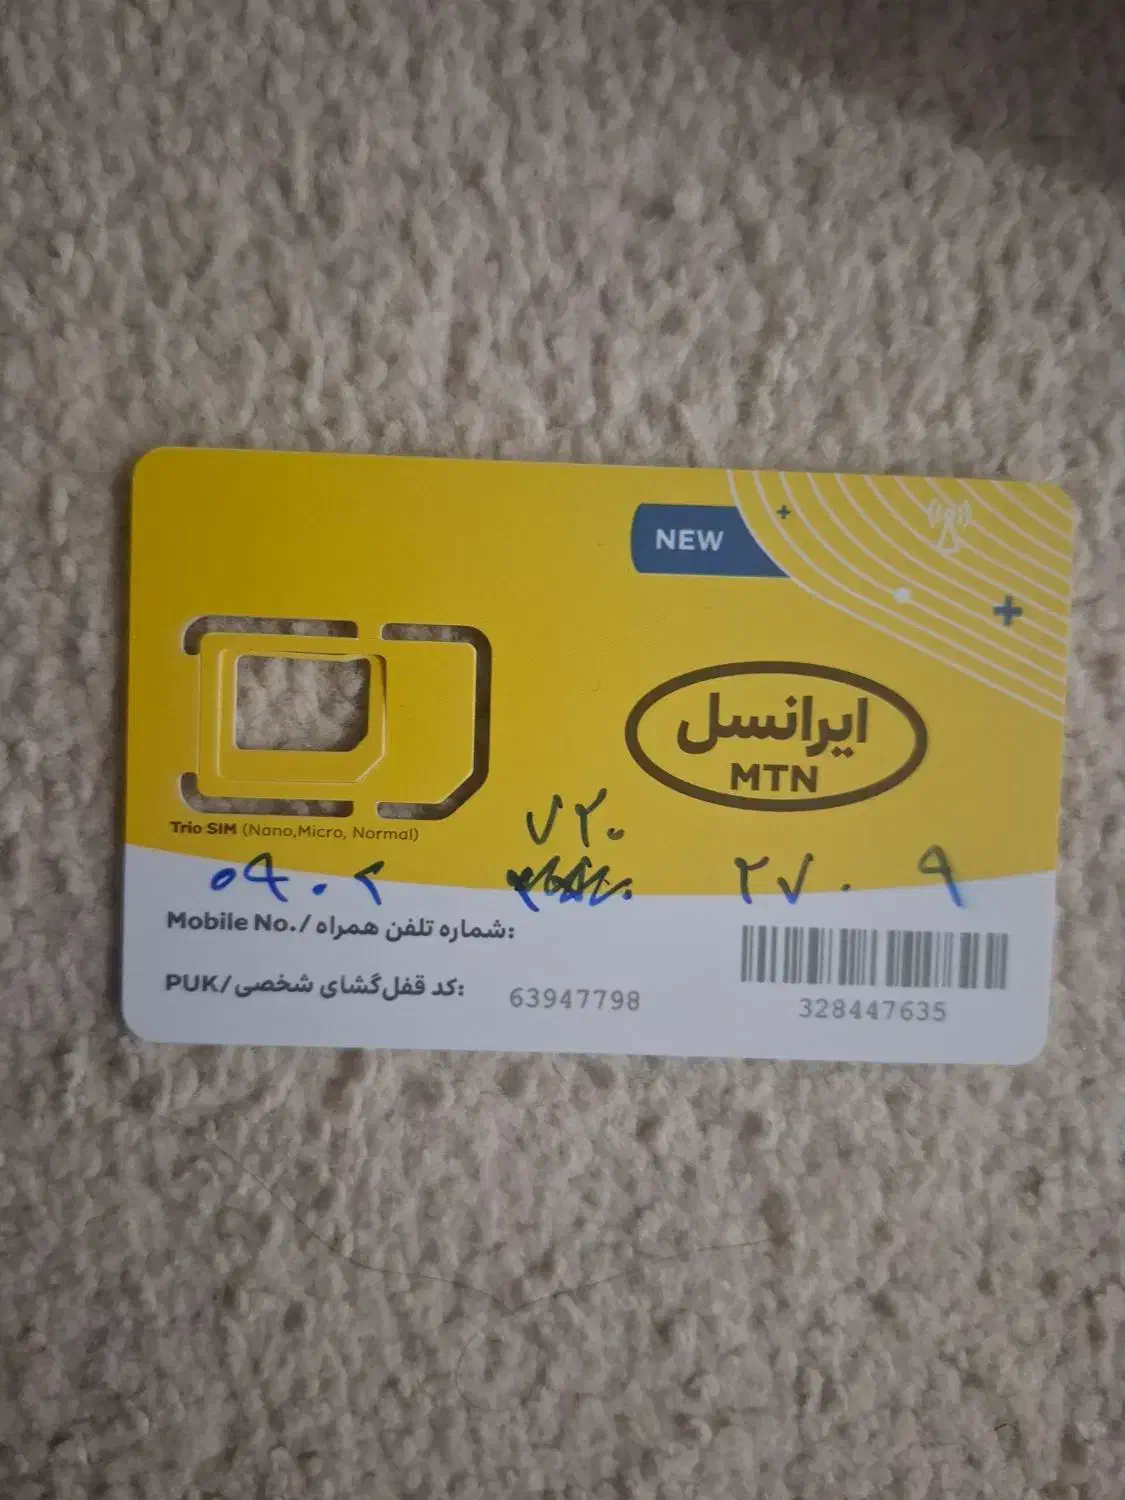 NEW
ایرانسل
MTN
Trio SIM (Nano,Micro, Normal)
۷۲۰
۰۹۰۲ ۲۷۰۹
Mobile No./شماره تلفن همراه:
PUK/کد قفل‌گشای شخصی: 63947798
328447635